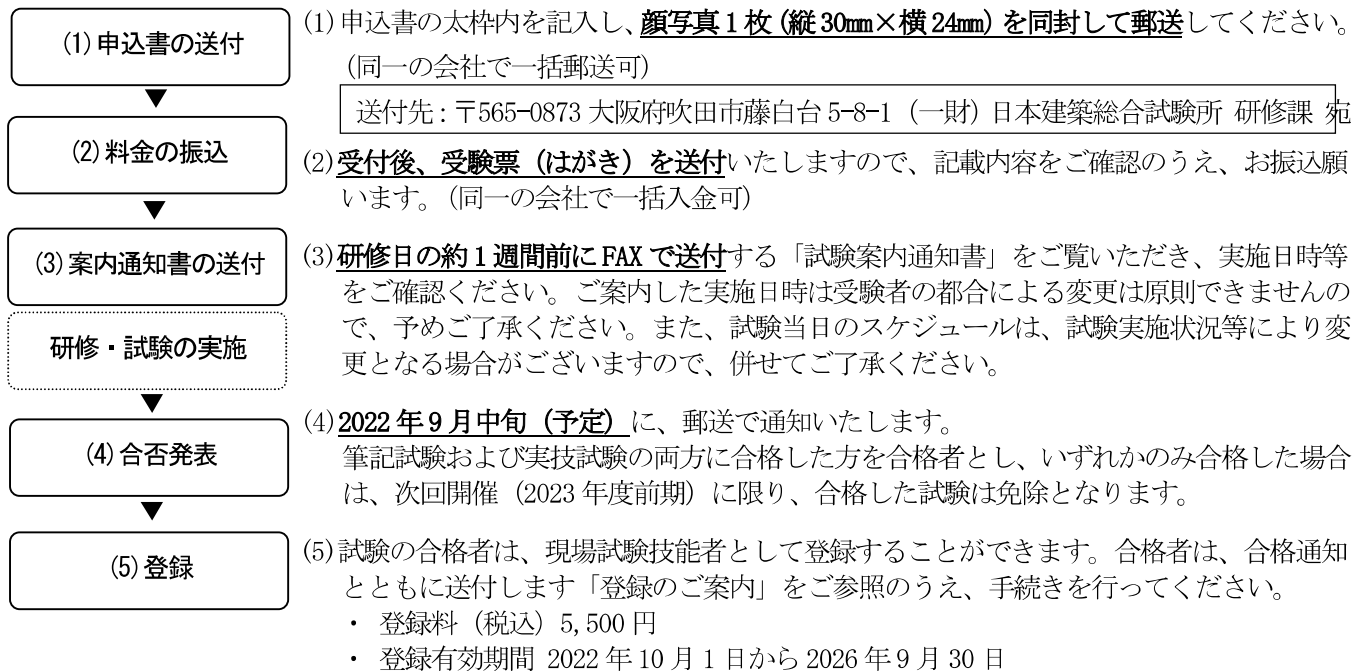 (1)申込書の送付
▼
(2)料金の振込
▼
(3)案内通知書の送付
研修・試験の実施
▼
(4)合否発表
▼
(5)登録
(1)申込書の太枠内を記入し、顔写真1枚(縦30mm×横24mm)を同封して郵送してください。
(同一の会社で一括郵送可)
送付先:〒565-0873 大阪府吹田市藤白台5-8-1 (一財)日本建築総合試験所 研修課 宛
(2)受付後、受験票(はがき)を送付いたしますので、記載内容をご確認のうえ、お振込願
います。(同一の会社で一括入金可)
(3)研修日の約1週間前にFAXで送付する「試験案内通知書」をご覧いただき、実施日時等
をご確認ください。ご案内した実施日時は受験者の都合による変更は原則できませんの
で、予めご了承ください。また、試験当日のスケジュールは、試験実施状況等により変
更となる場合がございますので、併せてご了承ください。
(4)2022年9月中旬(予定)に、郵送で通知いたします。
筆記試験および実技試験の両方に合格した方を合格者とし、いずれかのみ合格した場合
は、次回開催(2023年度前期)に限り、合格した試験は免除となります。
(5)試験の合格者は、現場試験技能者として登録することができます。合格者は、合格通知
とともに送付します「登録のご案内」をご参照のうえ、手続きを行ってください。
・ 登録料(税込)5,500円
・ 登録有効期間 2022年10月1日から2026年9月30日